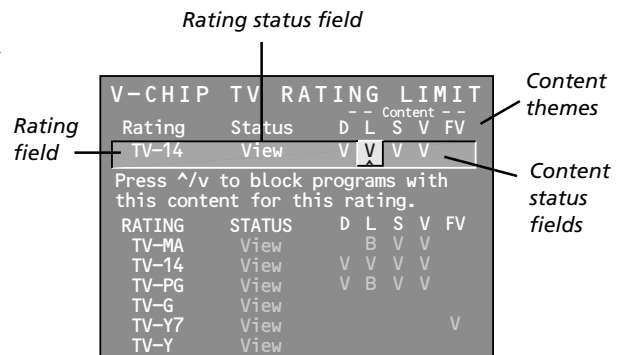 Rating status field
V-CHIP TV RATING LIMIT
-- Content --
Rating Status D L S V FV
TV-14 View V V V V
Press ^/v to block programs with
this content for this rating.
RATING STATUS D L S V FV
TV-MA View B V V
TV-14 View V V V V
TV-PG View V B V V
TV-G View
TV-Y7 View V
TV-Y View
Rating
field
Content
themes
Content
status
fields